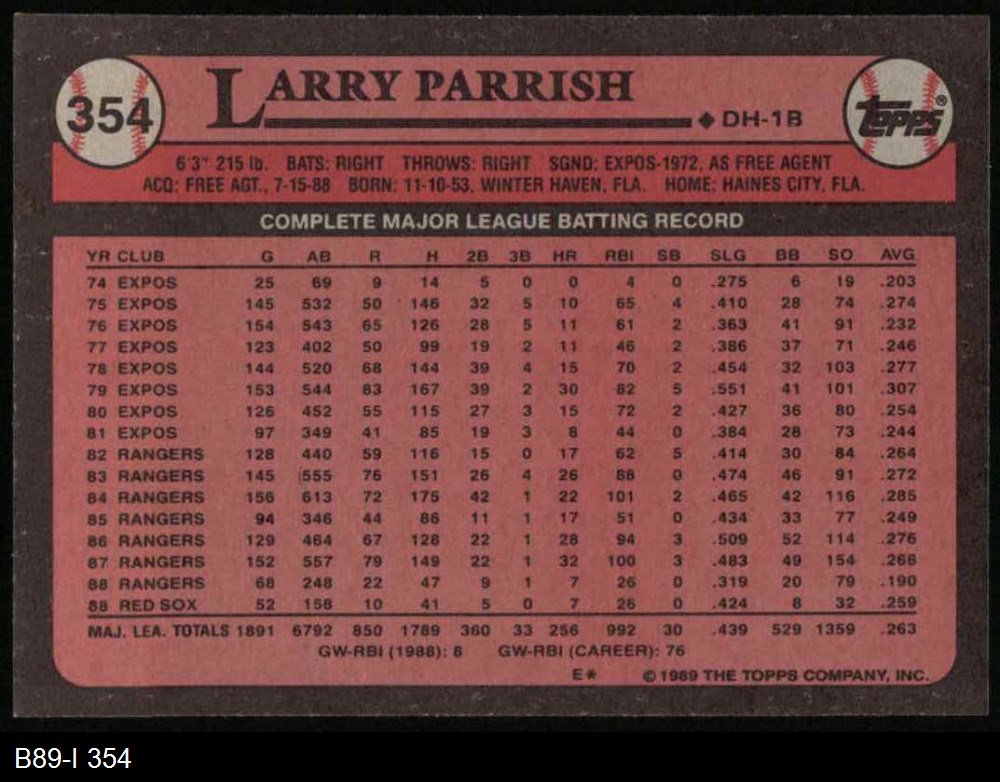 354
LARRY PARRISH
◆ DH-1B
TOPPS®
6'3" 215 lb. BATS: RIGHT THROWS: RIGHT SGND: EXPOS-1972, AS FREE AGENT
ACQ: FREE AGT., 7-15-88 BORN: 11-10-53, WINTER HAVEN, FLA. HOME: HAINES CITY, FLA.
COMPLETE MAJOR LEAGUE BATTING RECORD
YR CLUB G AB R H 2B 3B HR RBI SB SLG BB SO AVG
74 EXPOS 25 69 9 14 5 0 0 4 0 .275 6 19 .203
75 EXPOS 145 532 50 146 32 5 10 65 4 .410 28 74 .274
76 EXPOS 154 543 65 126 28 5 11 61 2 .363 41 91 .232
77 EXPOS 123 402 50 99 19 2 11 46 2 .386 37 71 .246
78 EXPOS 144 520 68 144 39 4 15 70 2 .454 32 103 .277
79 EXPOS 153 544 83 167 39 2 30 82 5 .551 41 101 .307
80 EXPOS 126 452 55 115 27 3 15 72 2 .427 36 80 .254
81 EXPOS 97 349 41 85 19 3 8 44 0 .384 28 73 .244
82 RANGERS 128 440 59 116 15 0 17 62 5 .414 30 84 .264
83 RANGERS 145 555 76 151 26 4 26 88 0 .474 46 91 .272
84 RANGERS 156 613 72 175 42 1 22 101 2 .465 42 116 .285
85 RANGERS 94 346 44 86 11 1 17 51 0 .434 33 77 .249
86 RANGERS 129 464 67 128 22 1 28 94 3 .509 52 114 .276
87 RANGERS 152 557 79 149 22 1 32 100 3 .483 49 154 .268
88 RANGERS 68 248 22 47 9 1 7 26 0 .319 20 79 .190
88 RED SOX 52 158 10 41 5 0 7 26 0 .424 8 32 .259
MAJ. LEA. TOTALS 1891 6792 850 1789 360 33 256 992 30 .439 529 1359 .263
GW-RBI (1988): 8 GW-RBI (CAREER): 76
E* © 1989 THE TOPPS COMPANY, INC.
B89-I 354